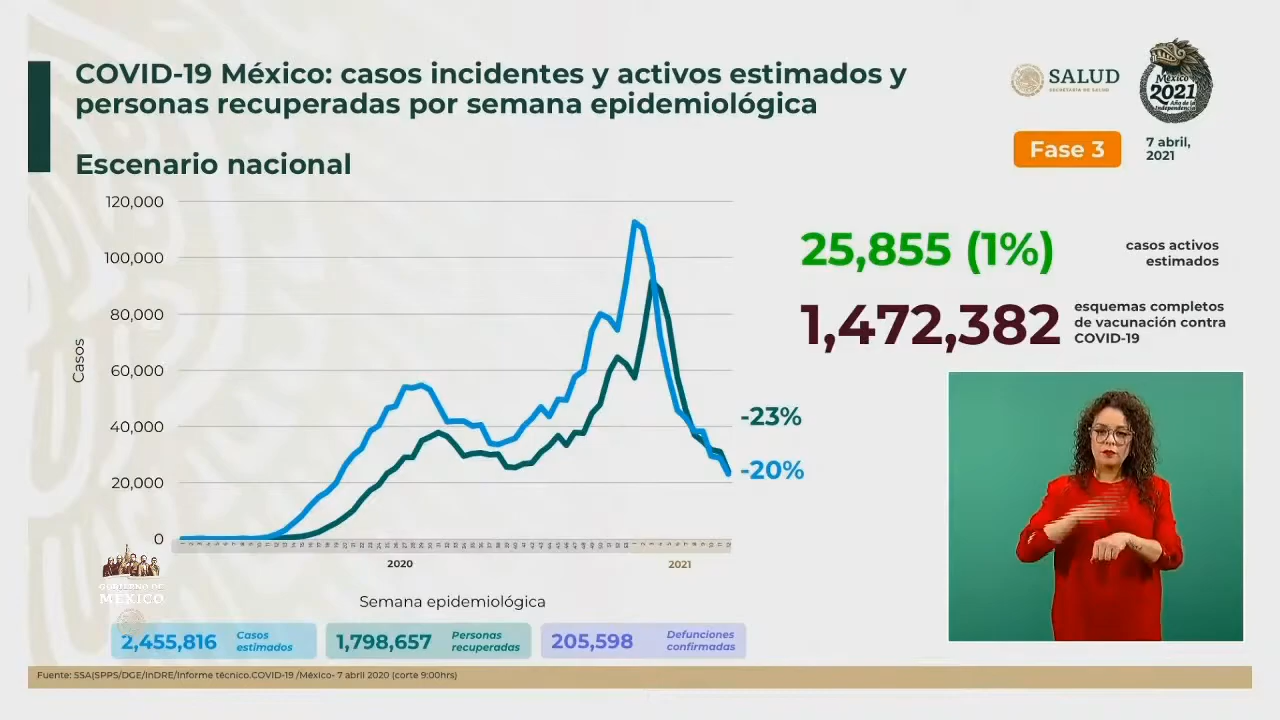 COVID-19 México: casos incidentes y activos estimados y
personas recuperadas por semana epidemiológica
Escenario nacional
SALUD
SECRETARÍA DE SALUD
México
2021
Año de la
Independencia
Fase 3
7 abril,
2021
120,000
100,000
80,000
60,000
40,000
20,000
0
Casos
-23%
-20%
2020
2021
Semana epidemiológica
25,855 (1%)
casos activos
estimados
1,472,382
esquemas completos
de vacunación contra
COVID-19
GOBIERNO DE
MÉXICO
2,455,816
Casos
estimados
1,798,657
Personas
recuperadas
205,598
Defunciones
confirmadas
Fuente: SSA(SPPS/DGE/InDRE/Informe técnico.COVID-19 /México- 7 abril 2020 (corte 9:00hrs)